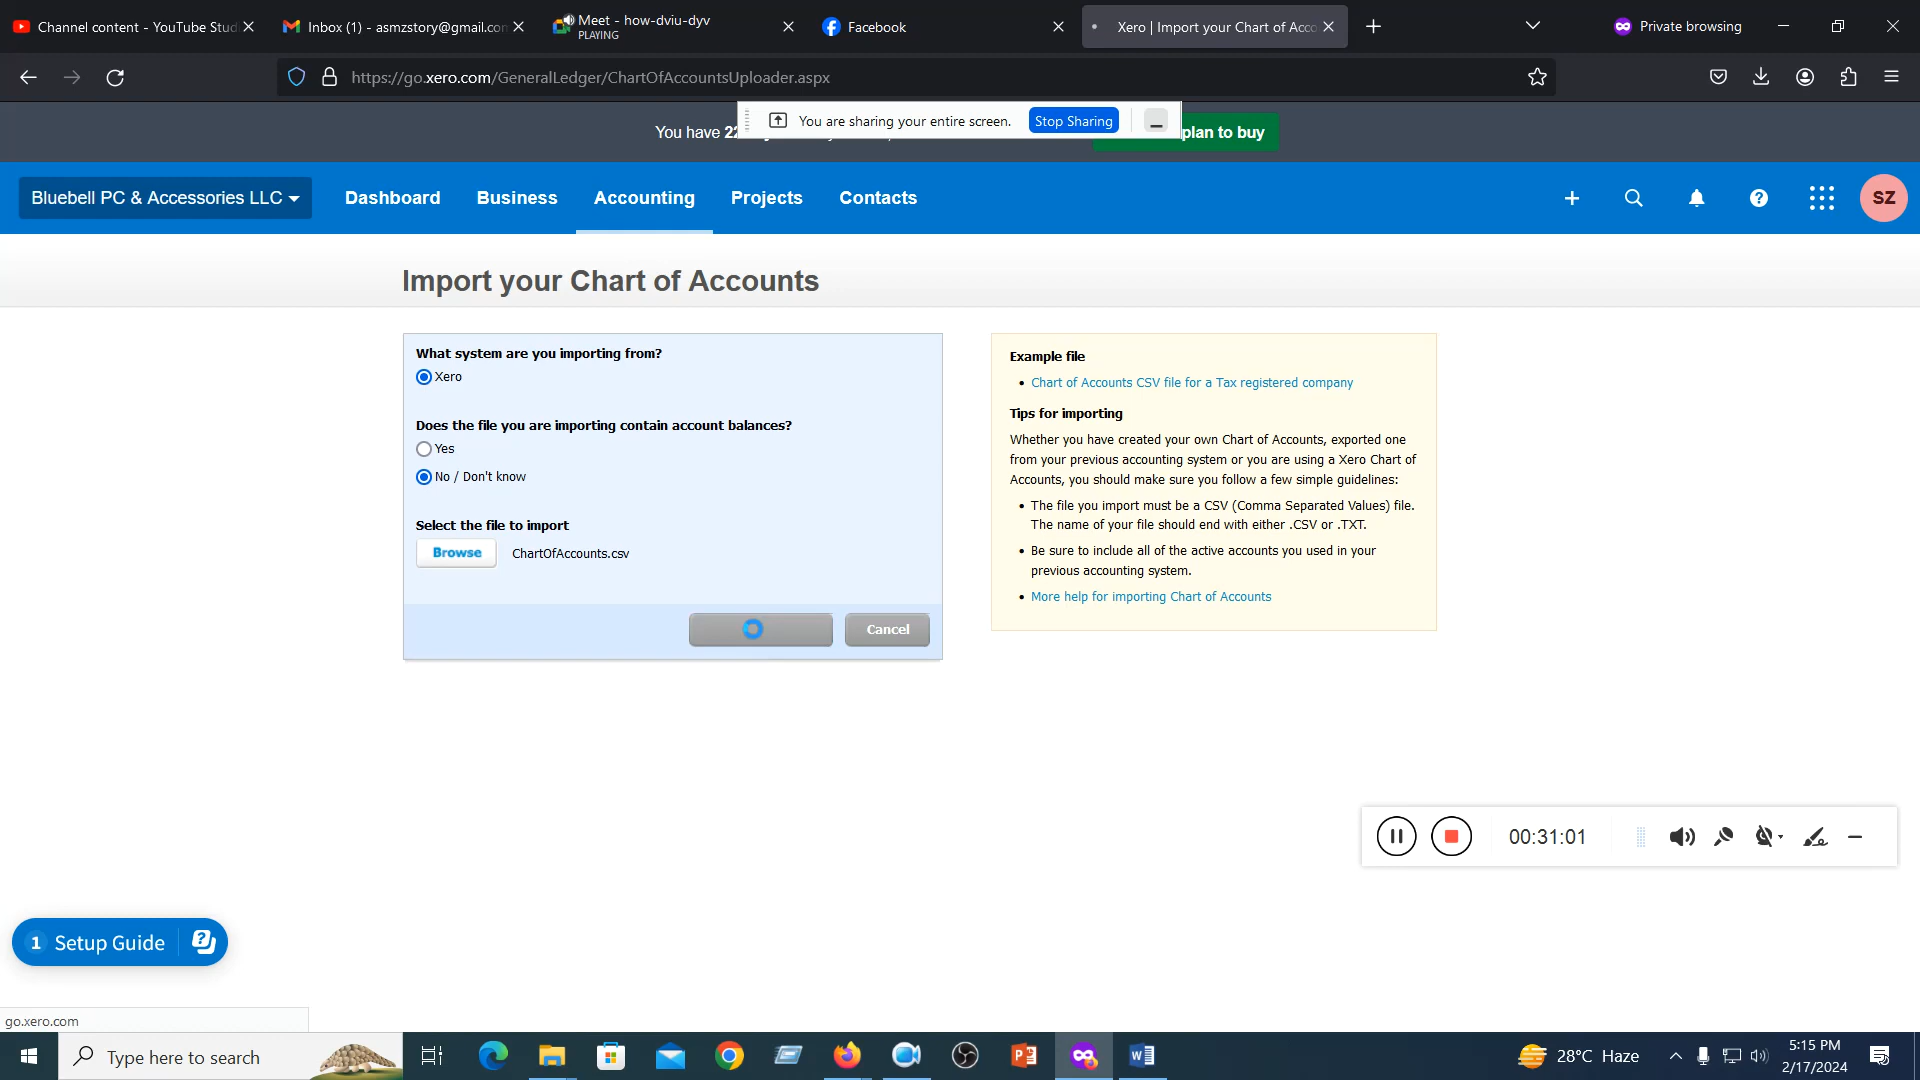 Channel content - YouTube Stud
Inbox (1) - asmzstory@gmail.com
Meet - how-dviu-dyv
PLAYING
Facebook
Xero | Import your Chart of Acco
Private browsing
https://go.xero.com/GeneralLedger/ChartOfAccountsUploader.aspx
You have 22
You are sharing your entire screen.
Stop Sharing
plan to buy
Bluebell PC & Accessories LLC
Dashboard
Business
Accounting
Projects
Contacts
SZ
Import your Chart of Accounts
What system are you importing from?
Xero
Does the file you are importing contain account balances?
Yes
No / Don't know
Select the file to import
Browse
ChartOfAccounts.csv
Cancel
Example file
Chart of Accounts CSV file for a Tax registered company
Tips for importing
Whether you have created your own Chart of Accounts, exported one
from your previous accounting system or you are using a Xero Chart of
Accounts, you should make sure you follow a few simple guidelines:
The file you import must be a CSV (Comma Separated Values) file.
The name of your file should end with either .CSV or .TXT.
Be sure to include all of the active accounts you used in your
previous accounting system.
More help for importing Chart of Accounts
00:31:01
1 Setup Guide
go.xero.com
Type here to search
28°C Haze
5:15 PM
2/17/2024